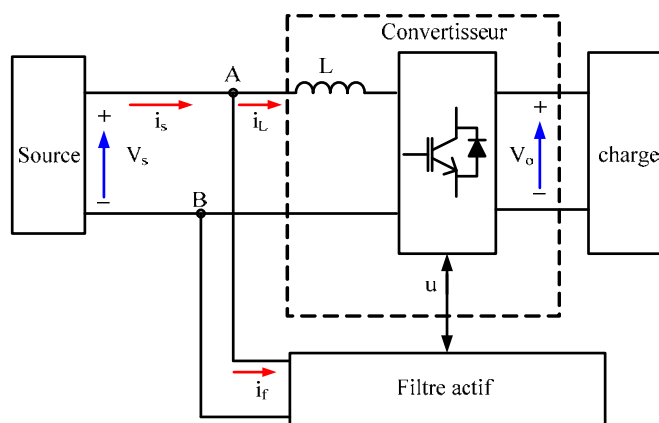 Convertisseur
A
L
+
i_s
i_L
+
Source
V_s
V_o
charge
−
B
−
u
i_f
Filtre actif